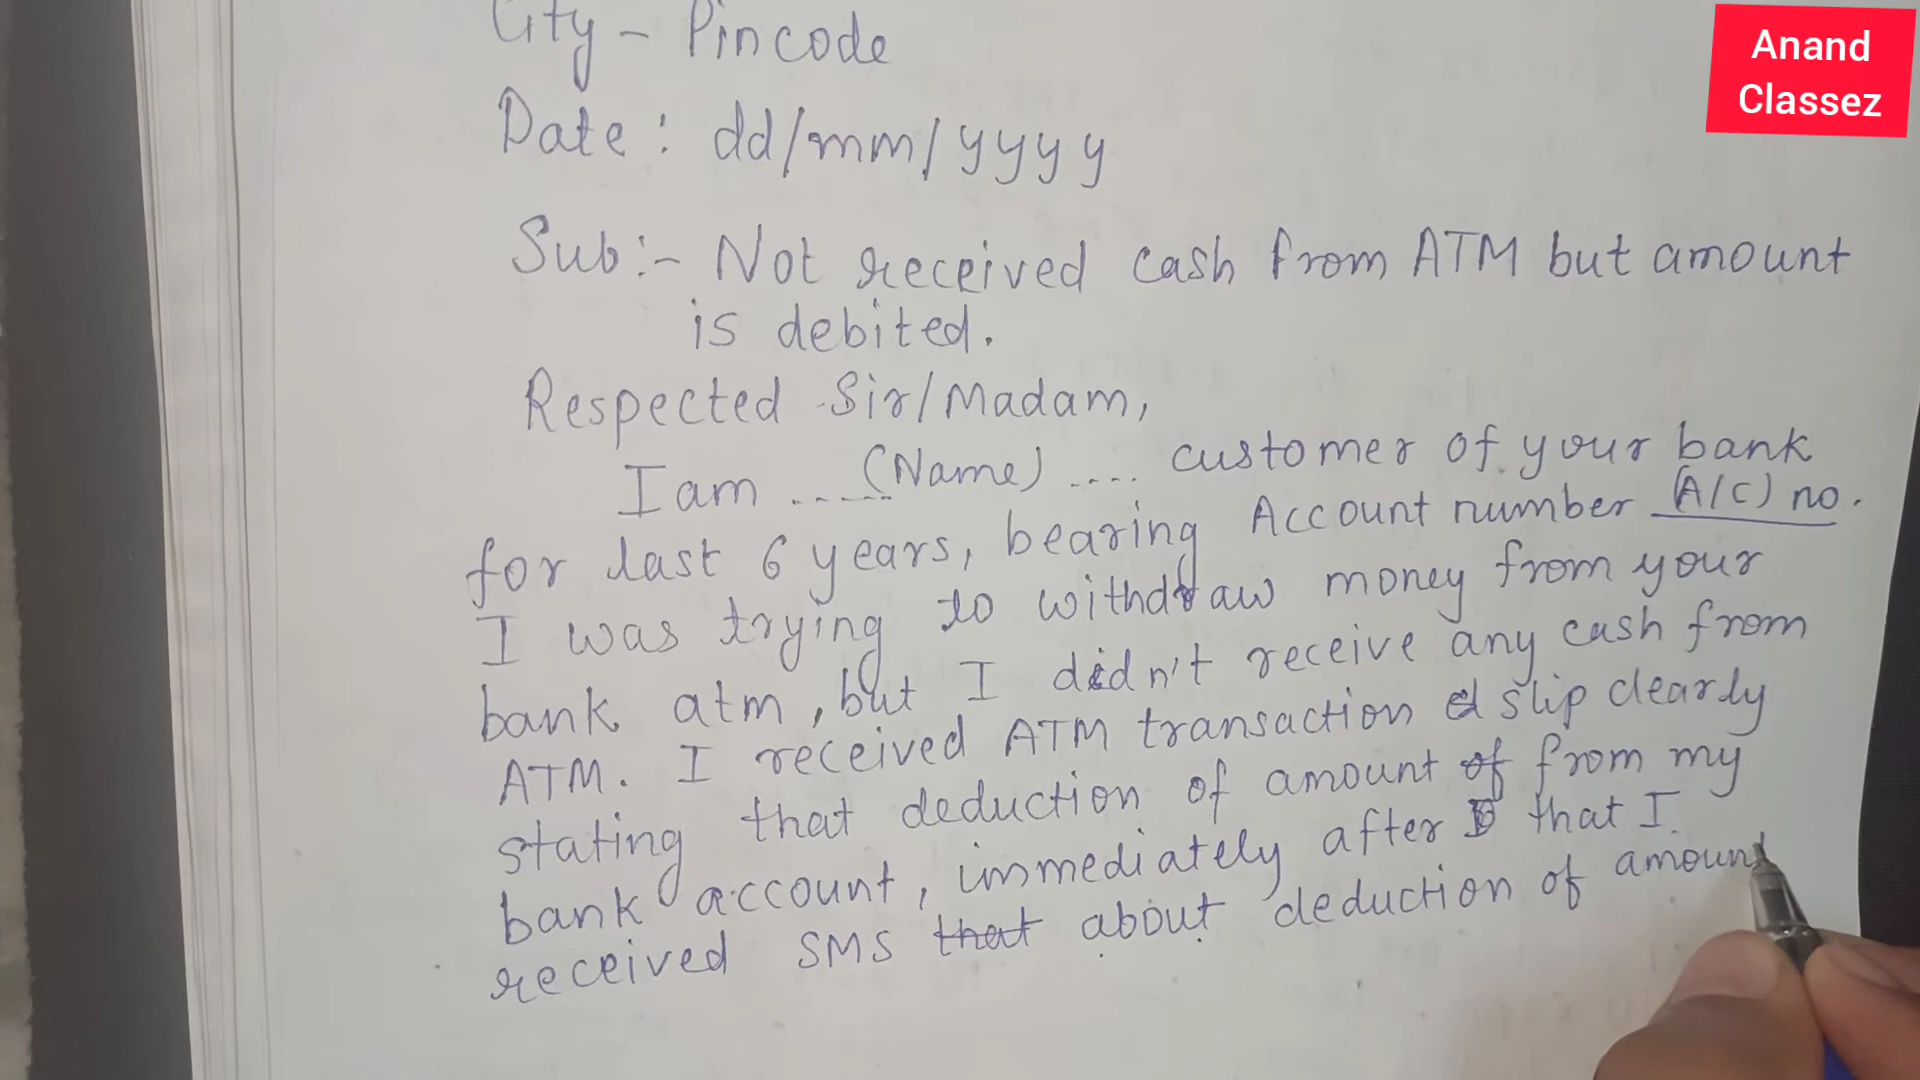 City - Pincode
Anand
Classez
Date : dd/mm/yyyy
Sub:- Not received cash from ATM but amount
is debited.
Respected Sir/Madam,
I am ...... (Name) .... customer of your bank
for last 6 years, bearing Account number (A/C) no.
I was trying to withdraw money from your
bank atm, but I didn't receive any cash from
ATM. I received ATM transaction slip clearly
stating that deduction of amount of from my
bank account, immediately after that I
received SMS that about deduction of amount